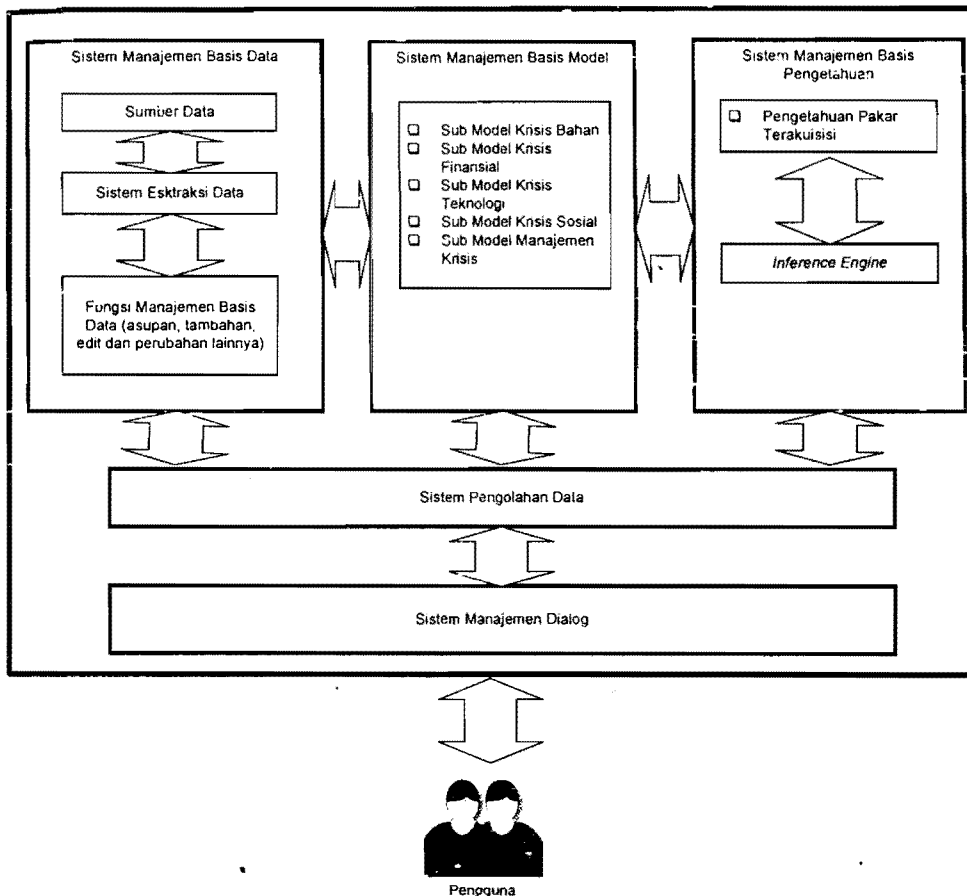 Sistem Manajemen Basis Data
Sumber Data
Sistem Esktraksi Data
Fungsi Manajemen Basis
Data (asupan, tambahan,
edit dan perubahan lainnya)
Sistem Manajemen Basis Model
Sub Model Krisis Bahan
Sub Model Krisis
Finansial
Sub Model Krisis
Teknologi
Sub Model Krisis Sosial
Sub Model Manajemen
Krisis
Sistem Manajemen Basis
Pengetahuan
Pengetahuan Pakar
Terakuisisi
Inference Engine
Sistem Pengolahan Data
Sistem Manajemen Dialog
Pengguna